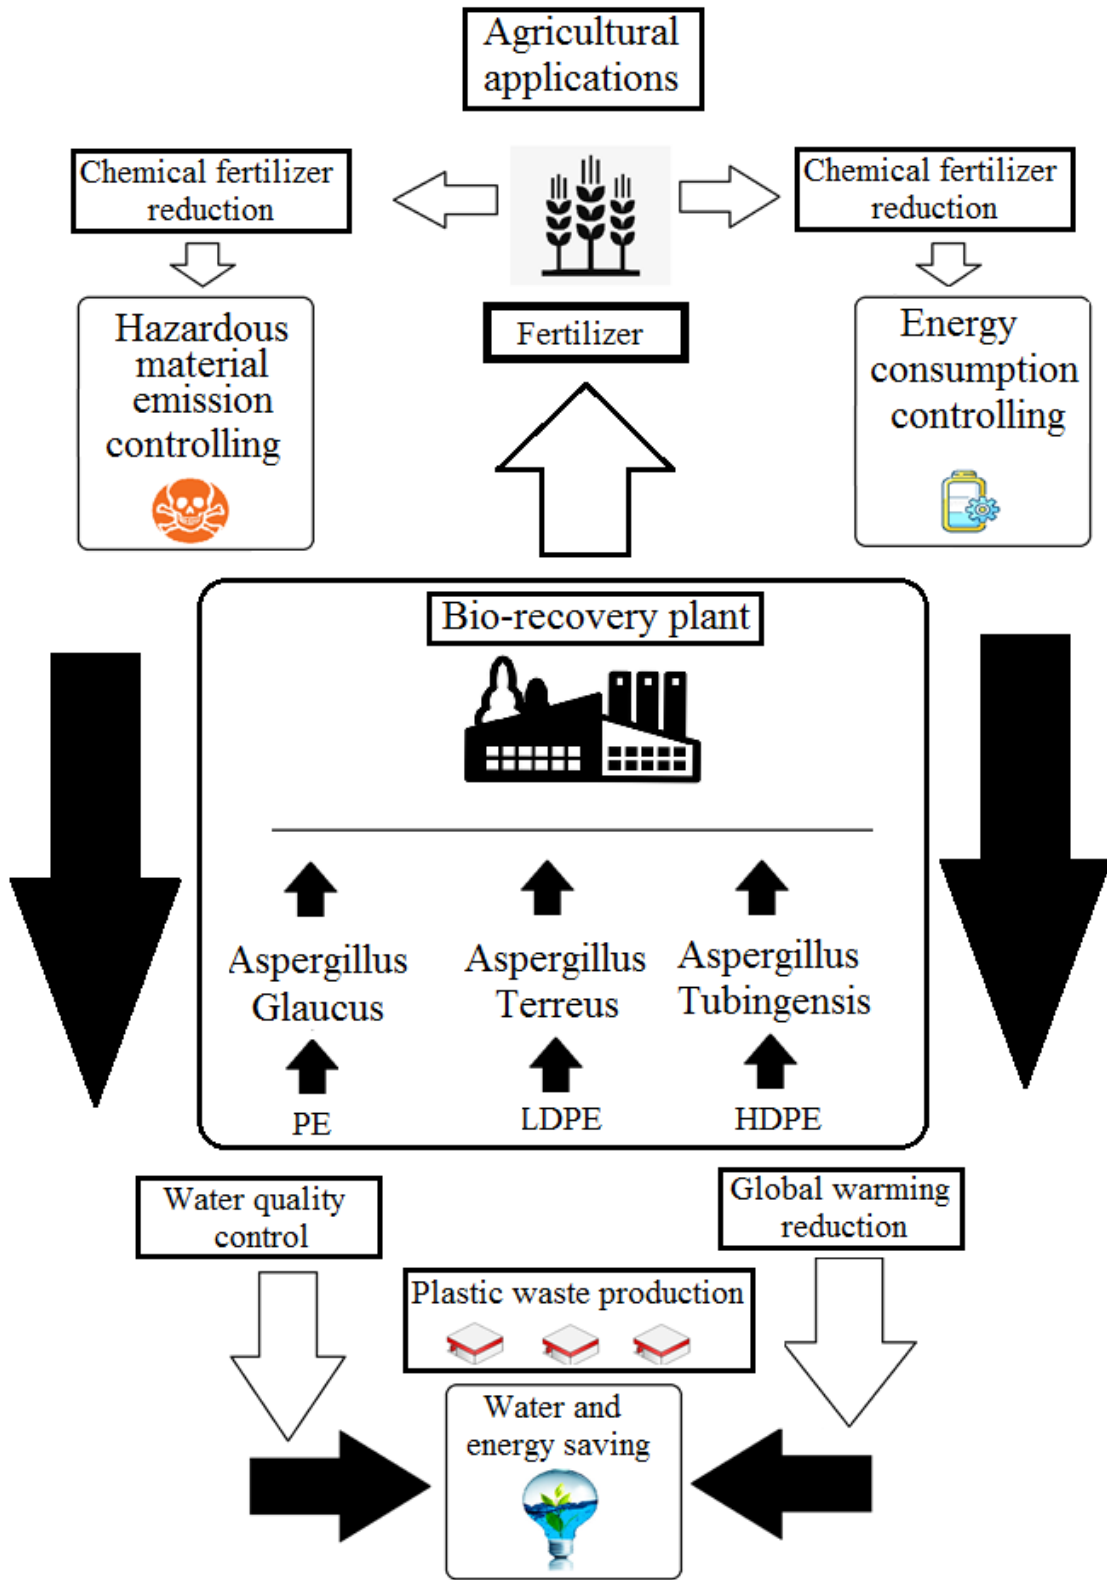 Agricultural
applications
Chemical fertilizer
reduction
Chemical fertilizer
reduction
Hazardous
material
emission
controlling
Fertilizer
Energy
consumption
controlling
Bio-recovery plant
Aspergillus
Glaucus
Aspergillus
Terreus
Aspergillus
Tubingensis
PE
LDPE
HDPE
Water quality
control
Global warming
reduction
Plastic waste production
Water and
energy saving